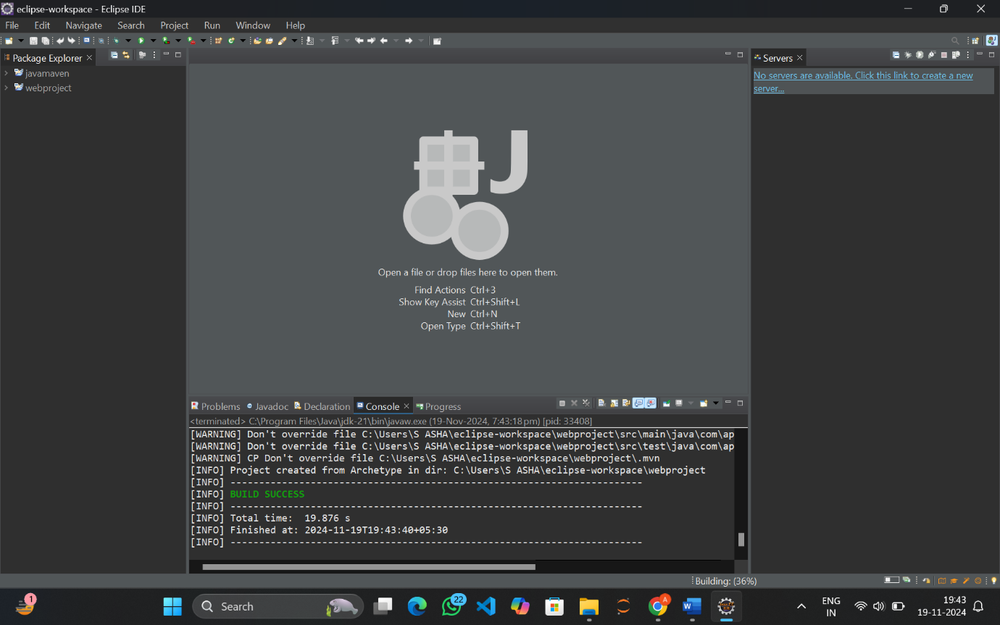 eclipse-workspace - Eclipse IDE
File Edit Navigate Search Project Run Window Help
Package Explorer
javamaven
webproject
Servers
No servers are available. Click this link to create a new
server...
J
Open a file or drop files here to open them.
Find Actions Ctrl+3
Show Key Assist Ctrl+Shift+L
New Ctrl+N
Open Type Ctrl+Shift+T
Problems Javadoc Declaration Console Progress
<terminated> C:\Program Files\Java\jdk-21\bin\javaw.exe (19-Nov-2024, 7:43:18 pm) [pid: 33408]
[WARNING] Don't override file C:\Users\S ASHA\eclipse-workspace\webproject\src\main\java\com\ap
[WARNING] Don't override file C:\Users\S ASHA\eclipse-workspace\webproject\src\test\java\com\ap
[WARNING] CP Don't override file C:\Users\S ASHA\eclipse-workspace\webproject\.mvn
[INFO] Project created from Archetype in dir: C:\Users\S ASHA\eclipse-workspace\webproject
[INFO] ------------------------------------------------------------------------
[INFO] BUILD SUCCESS
[INFO] ------------------------------------------------------------------------
[INFO] Total time:  19.876 s
[INFO] Finished at: 2024-11-19T19:43:40+05:30
[INFO] ------------------------------------------------------------------------
Building: (36%)
1
Search
22
A
W
ENG
IN
19:43
19-11-2024